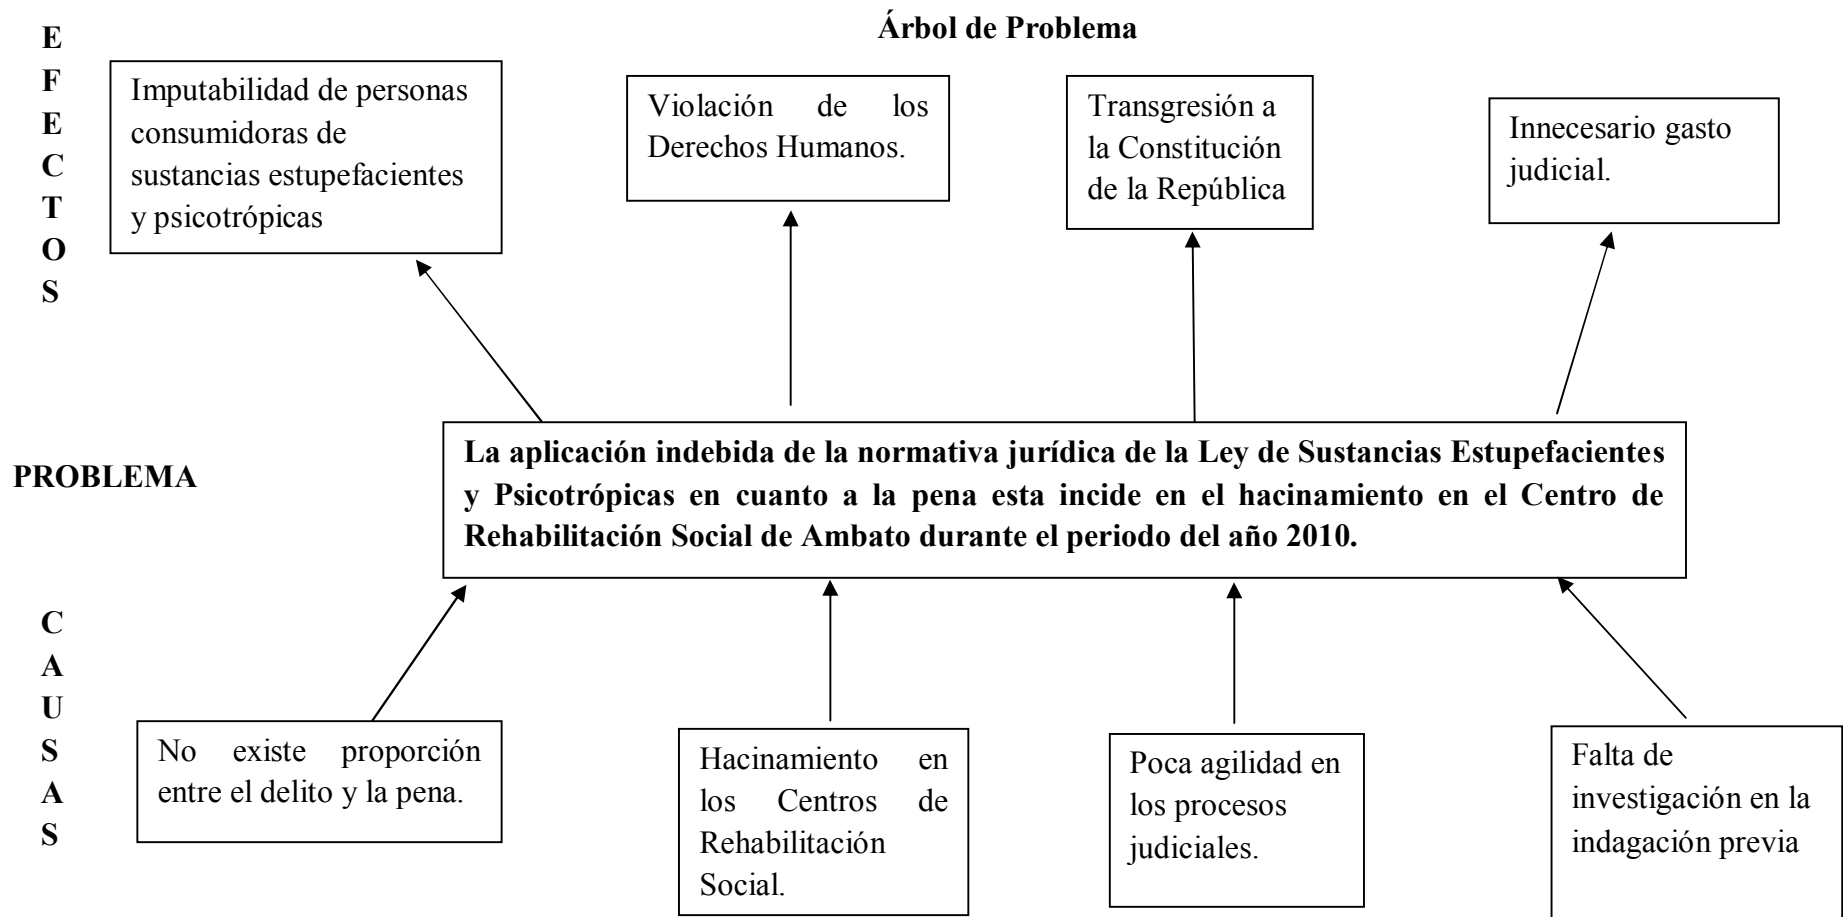 Árbol de Problema
E
F
E
C
T
O
S
Imputabilidad de personas
consumidoras de
sustancias estupefacientes
y psicotrópicas
Violación de los
Derechos Humanos.
Transgresión a
la Constitución
de la República
Innecesario gasto
judicial.
PROBLEMA
La aplicación indebida de la normativa jurídica de la Ley de Sustancias Estupefacientes
y Psicotrópicas en cuanto a la pena esta incide en el hacinamiento en el Centro de
Rehabilitación Social de Ambato durante el periodo del año 2010.
C
A
U
S
A
S
No existe proporción
entre el delito y la pena.
Hacinamiento en
los Centros de
Rehabilitación
Social.
Poca agilidad en
los procesos
judiciales.
Falta de
investigación en la
indagación previa